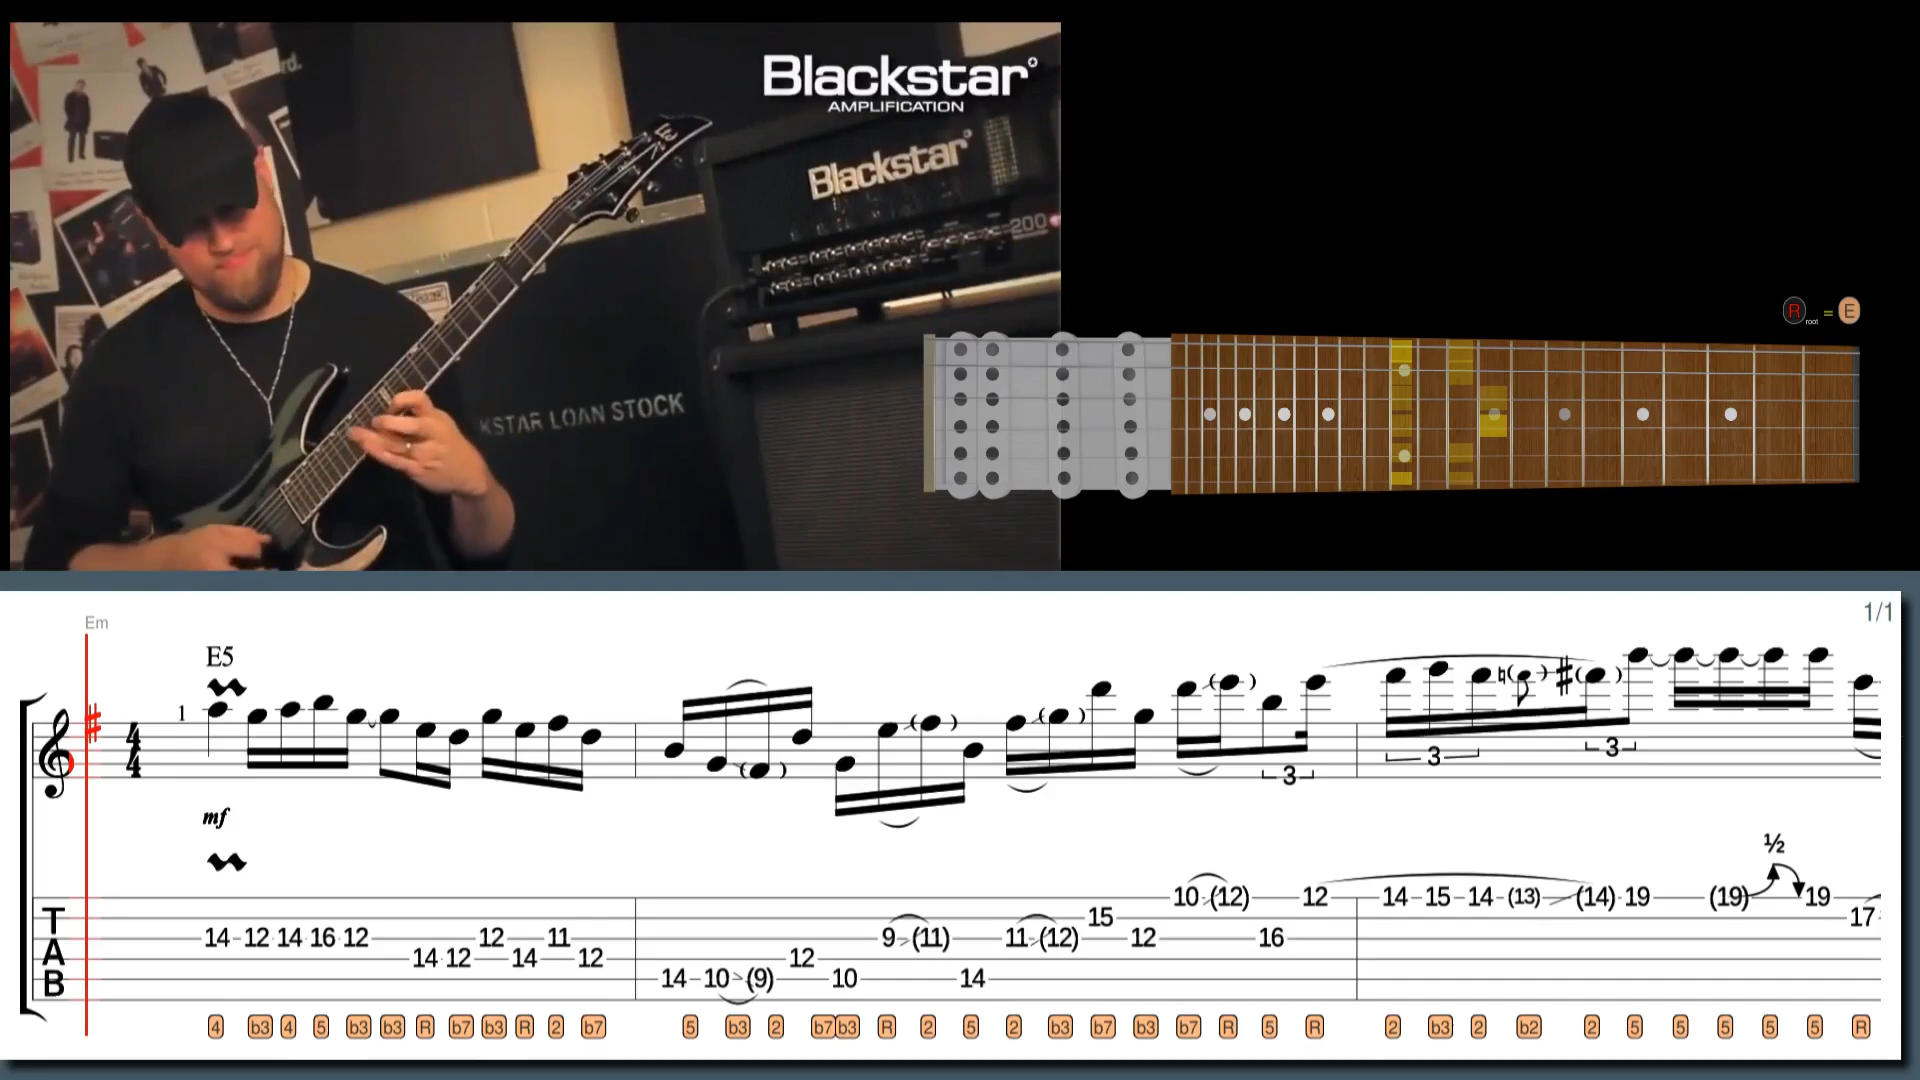 Blackstar
AMPLIFICATION
Blackstar
200
KSTAR LOAN STOCK
rd.
R root = E
1/1
Em
E5
1
4
4
mf
3
3
3
½
T
A
B
14 12 14 16 12 14 12 12 14 11 12
14 10 (9) 12 10 9 (11) 14 11 (12) 15 12 10 (12) 16 12
14 15 14 (13) (14) 19 (19) 19 17
4 b3 4 5 b3 b3 R b7 b3 R 2 b7 5 b3 2 b7 b3 R 2 5 2 b3 b7 b3 b7 R 5 R 2 b3 2 b2 2 5 5 5 5 5 R